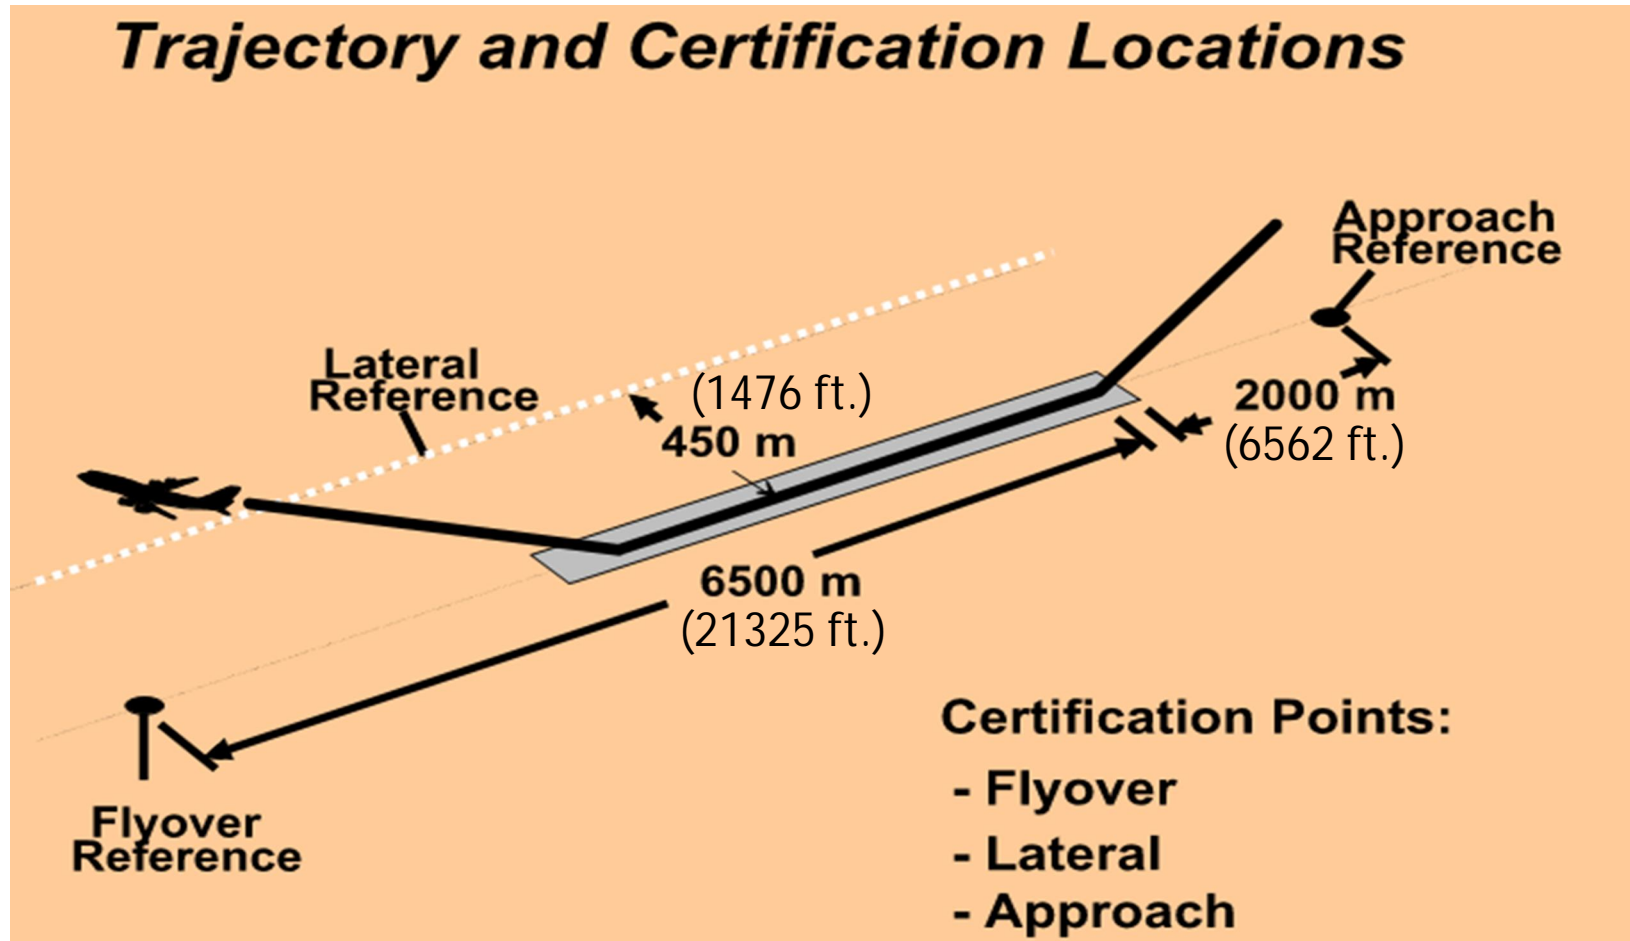 Trajectory and Certification Locations
Approach
Reference
Lateral
Reference
(1476 ft.)
450 m
2000 m
(6562 ft.)
6500 m
(21325 ft.)
Flyover
Reference
Certification Points:
- Flyover
- Lateral
- Approach